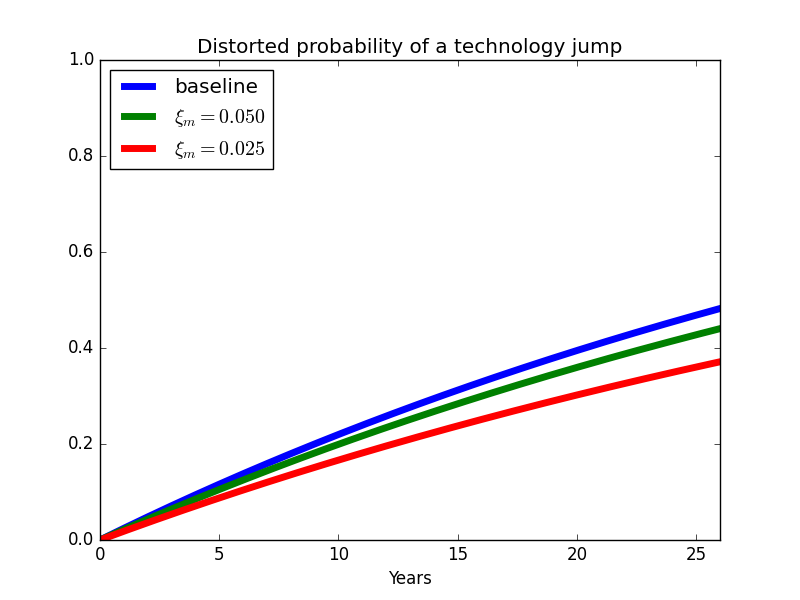 Distorted probability of a technology jump
1.0
0.8
0.6
0.4
0.2
0.0
baseline
ξₘ = 0.050
ξₘ = 0.025
0 5 10 15 20 25
Years